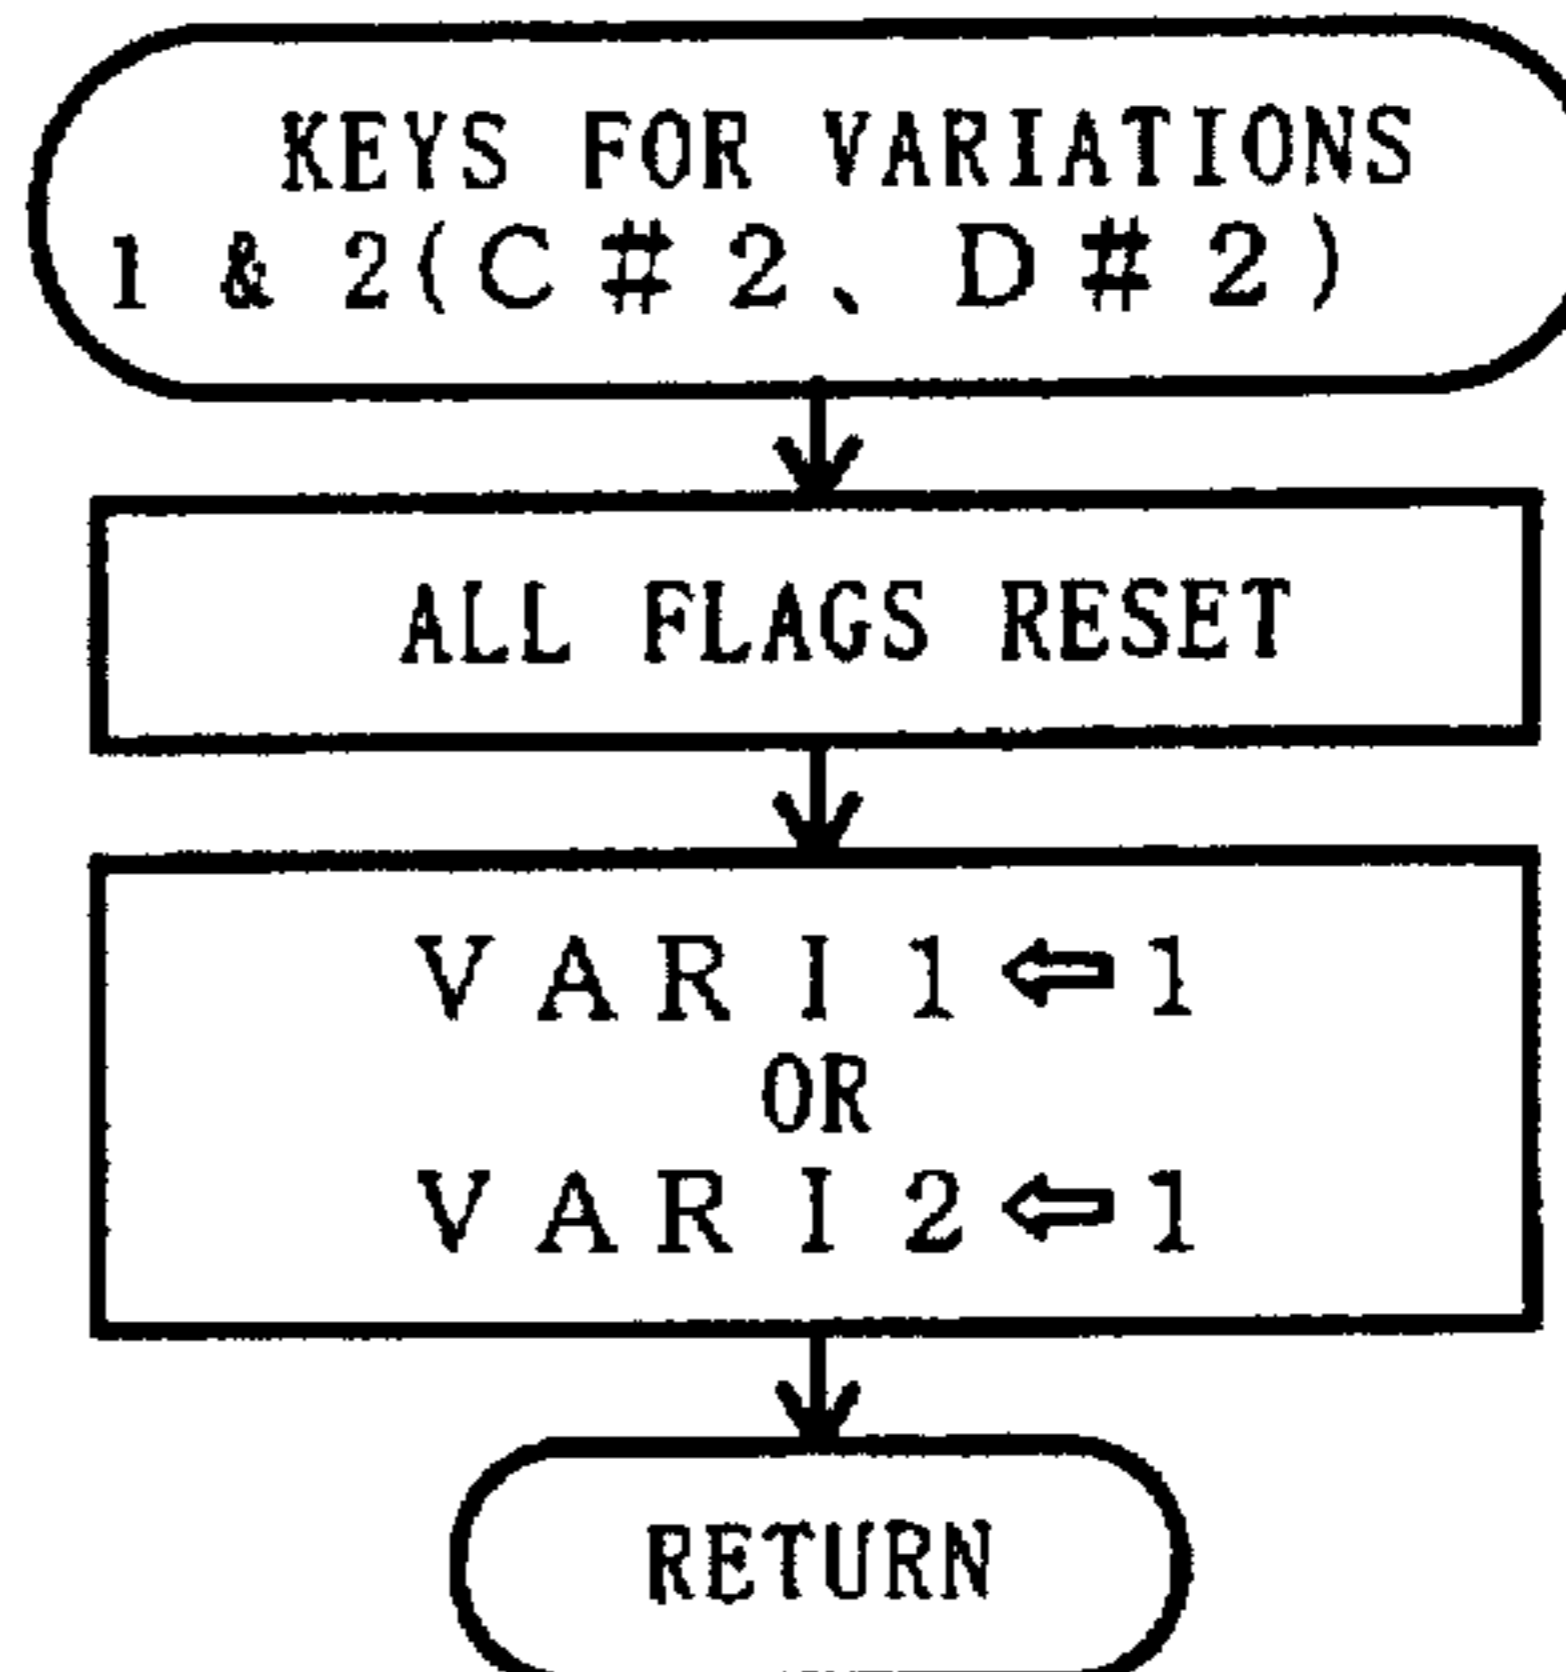 KEYS FOR VARIATIONS
1 & 2(C#2、D#2)
ALL FLAGS RESET
VARI1⇦1
OR
VARI2⇦1
RETURN